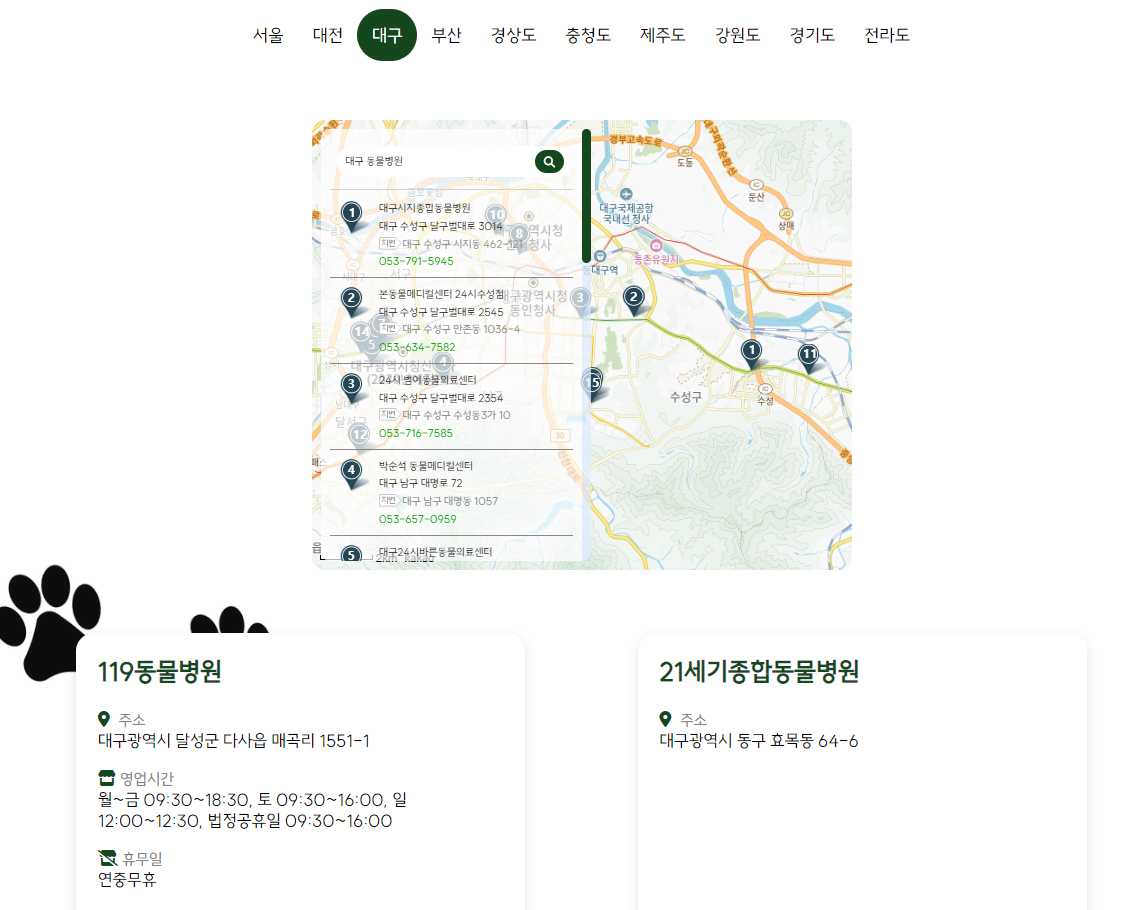 서울 대전 대구 부산 경상도 충청도 제주도 강원도 경기도 전라도
대구 동물병원
1
대구시지종합동물병원
대구 수성구 달구벌대로 3014
지번 대구 수성구 시지동 462-121
053-791-5945
2
본동물메디컬센터 24시수성점
대구 수성구 달구벌대로 2545
지번 대구 수성구 만촌동 1036-4
053-634-7582
3
24시 범어동물의료센터
대구 수성구 달구벌대로 2354
지번 대구 수성구 수성동3가 10
053-716-7585
4
박순석 동물메디컬센터
대구 남구 대명로 72
지번 대구 남구 대명동 1057
053-657-0959
5
대구24시바른동물의료센터
2km kakao
10
8
3
14
5
4
12
15
30
경부고속도로
대구외곽순환선
JC
도동
IC
둔산
JC
상매
대구국제공항
국내선청사
동촌유원지
대구역
대구광역시청
동인청사
2
1
11
수성구
IC
수성
119동물병원
주소
대구광역시 달성군 다사읍 매곡리 1551-1
영업시간
월~금 09:30~18:30, 토 09:30~16:00, 일
12:00~12:30, 법정공휴일 09:30~16:00
휴무일
연중무휴
21세기종합동물병원
주소
대구광역시 동구 효목동 64-6